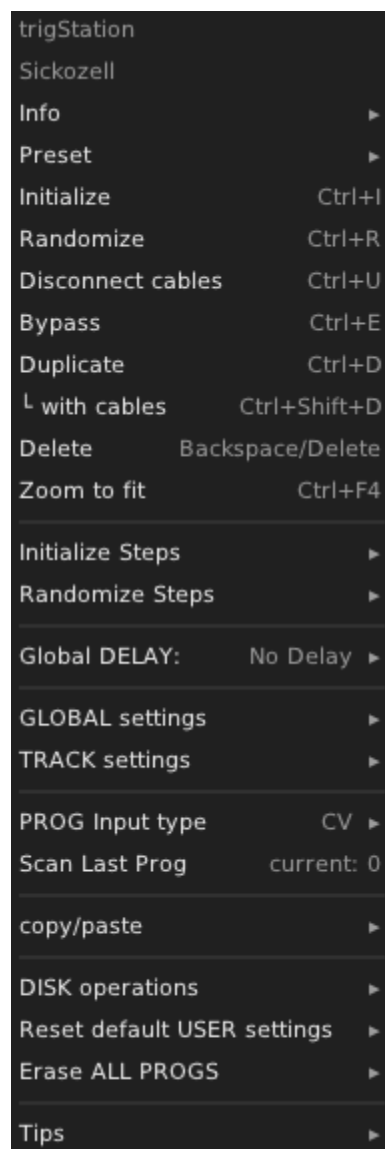 trigStation
Sickozell
Info ▸
Preset ▸
Initialize Ctrl+I
Randomize Ctrl+R
Disconnect cables Ctrl+U
Bypass Ctrl+E
Duplicate Ctrl+D
└ with cables Ctrl+Shift+D
Delete Backspace/Delete
Zoom to fit Ctrl+F4
Initialize Steps ▸
Randomize Steps ▸
Global DELAY: No Delay ▸
GLOBAL settings ▸
TRACK settings ▸
PROG Input type CV ▸
Scan Last Prog current: 0
copy/paste ▸
DISK operations ▸
Reset default USER settings ▸
Erase ALL PROGS ▸
Tips ▸